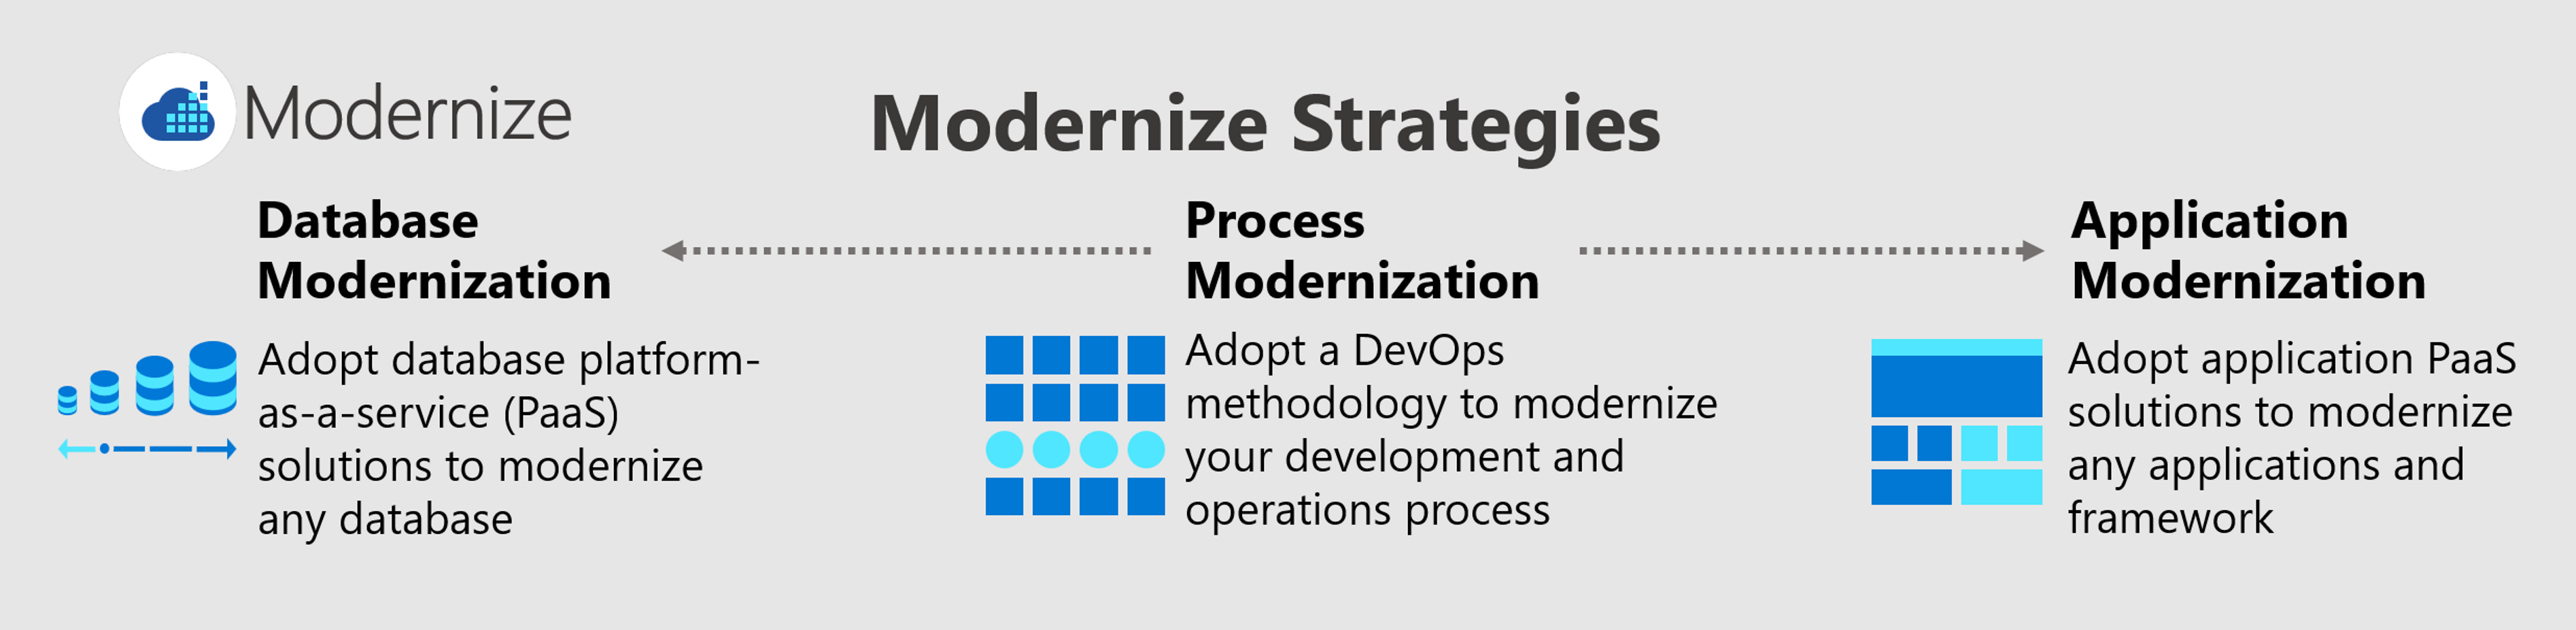 Modernize
Modernize Strategies
Database
Modernization
Adopt database platform-
as-a-service (PaaS)
solutions to modernize
any database
Process
Modernization
Adopt a DevOps
methodology to modernize
your development and
operations process
Application
Modernization
Adopt application PaaS
solutions to modernize
any applications and
framework